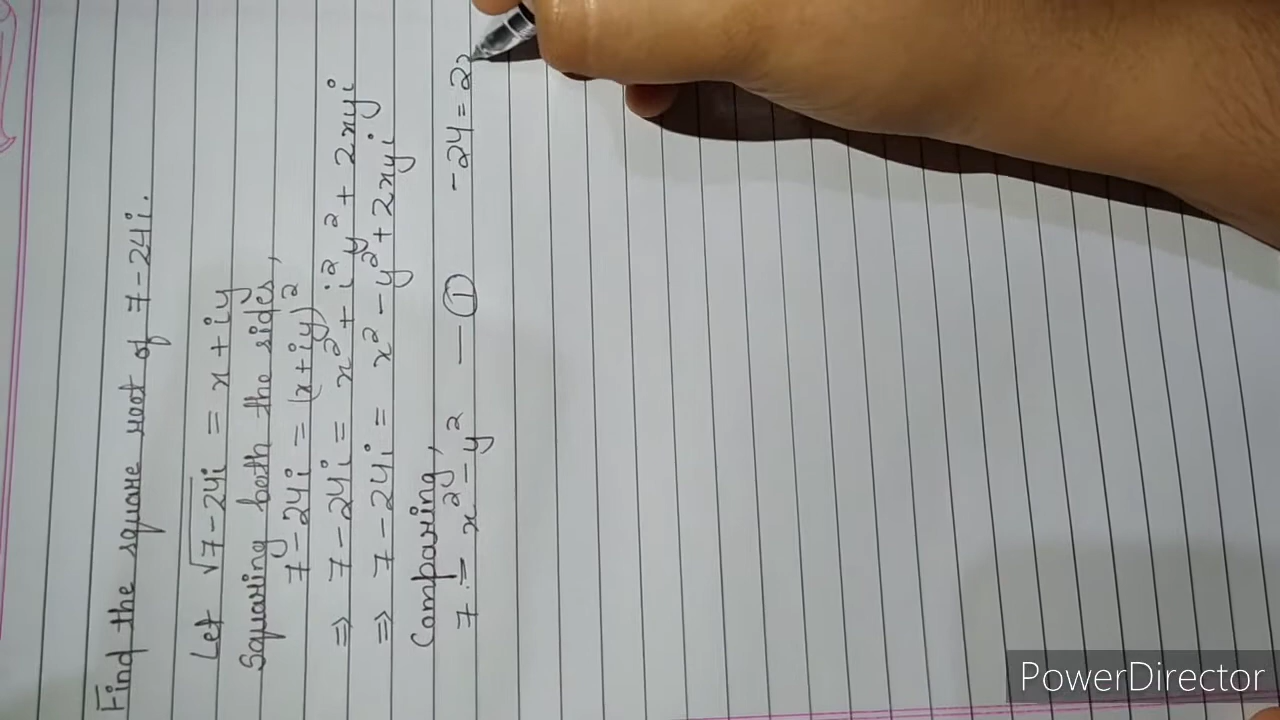 Find the square root of 7-24i.
Let √7-24i = x + iy
Squaring both the sides,
7-24i = (x+iy)²
⇒ 7-24i = x² + i²y² + 2xyi
⇒ 7-24i = x² - y² + 2xyi
Comparing,
7 = x² - y² — ① -24 = 2
PowerDirector